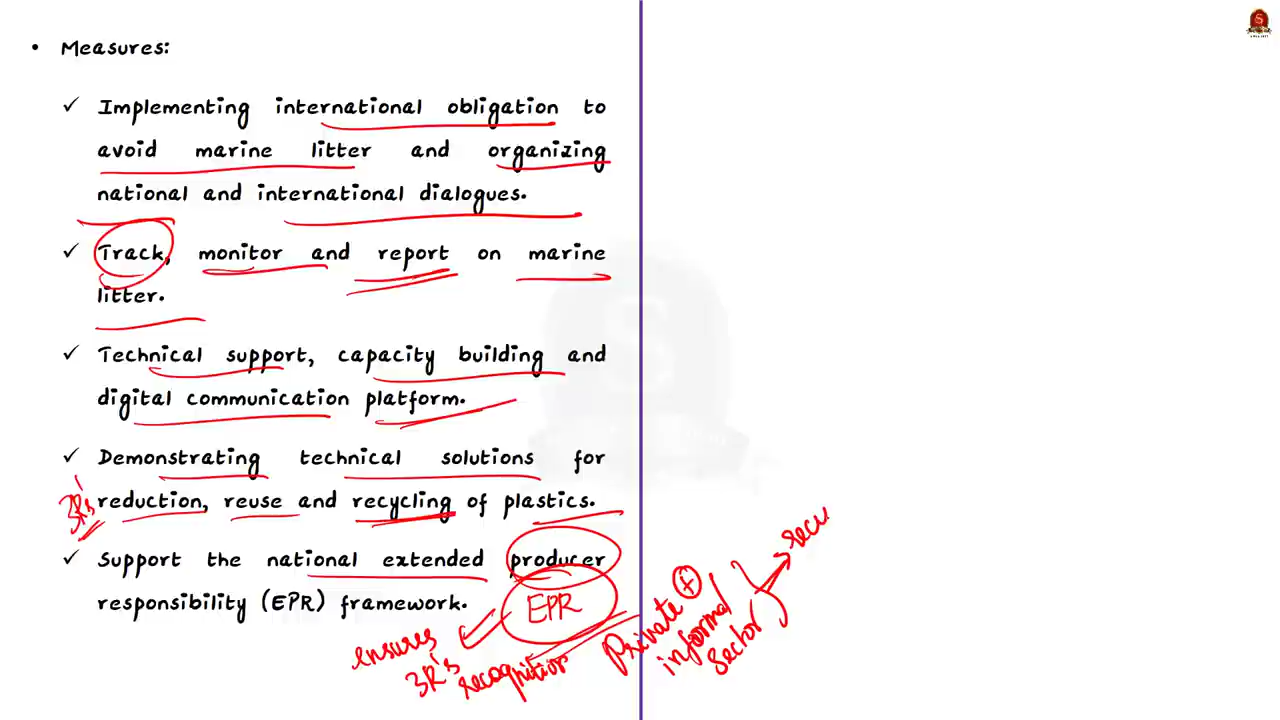 • Measures:
✓ Implementing international obligation to
avoid marine litter and organizing
national and international dialogues.
✓ Track, monitor and report on marine
litter.
✓ Technical support, capacity building and
digital communication platform.
✓ Demonstrating technical solutions for
3R's reduction, reuse and recycling of plastics.
✓ Support the national extended producer
responsibility (EPR) framework.
EPR
ensures
3R's
recognition
Private +
informal
sector